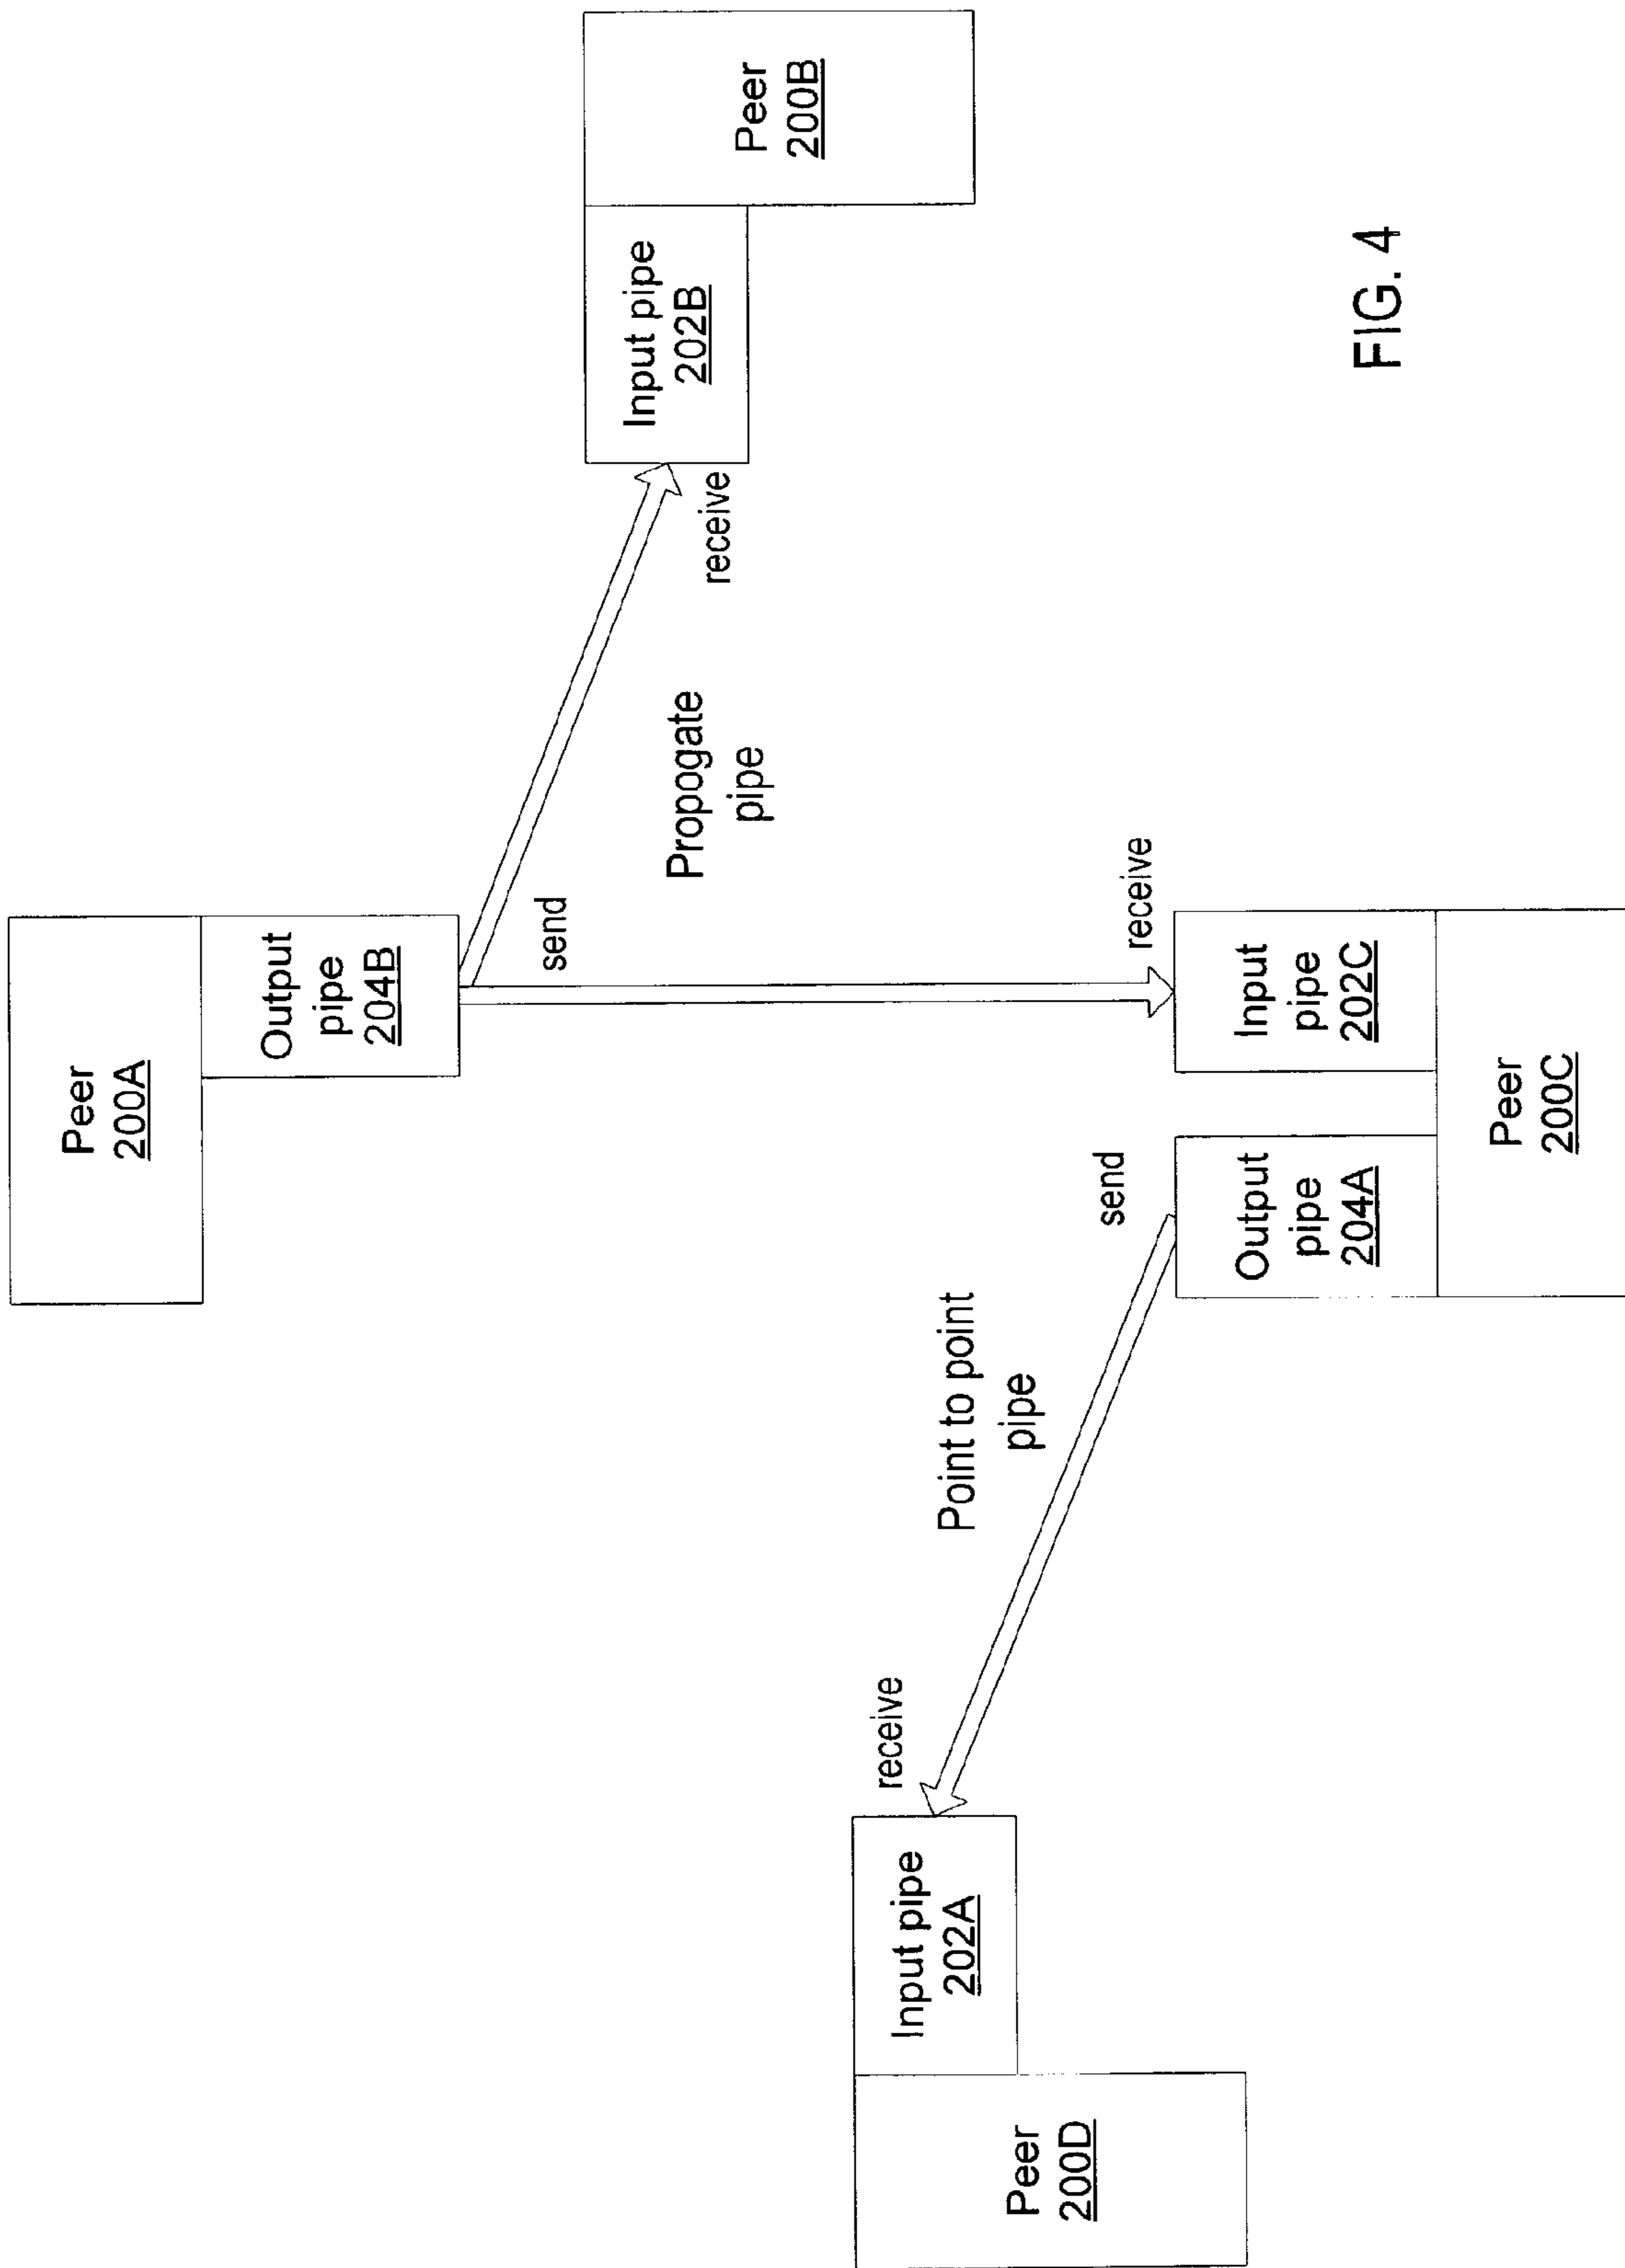 Peer
200A
Output
pipe
204B
send
Propogate
pipe
receive
Input pipe
202B
Peer
200B
Peer
200D
Input pipe
202A
receive
Point to point
pipe
send
Output
pipe
204A
receive
Input
pipe
202C
Peer
200C
FIG. 4